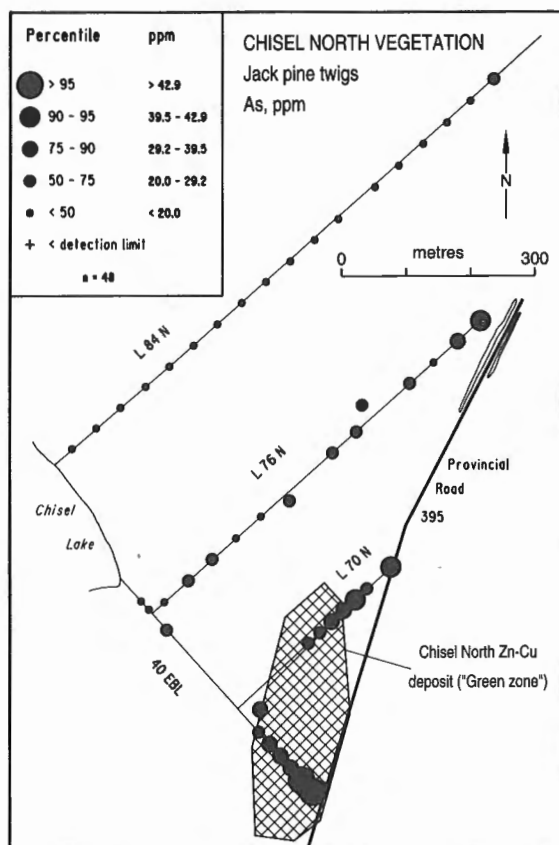 Percentile ppm
> 95 > 42.9
90 - 95 39.5 - 42.9
75 - 90 29.2 - 39.5
50 - 75 20.0 - 29.2
< 50 < 20.0
+ < detection limit
n = 48
CHISEL NORTH VEGETATION
Jack pine twigs
As, ppm
N
metres
0 300
L 84 N
L 76 N
Chisel
Lake
Provincial
Road
395
L 70 N
40 EBL
Chisel North Zn-Cu
deposit ("Green zone")